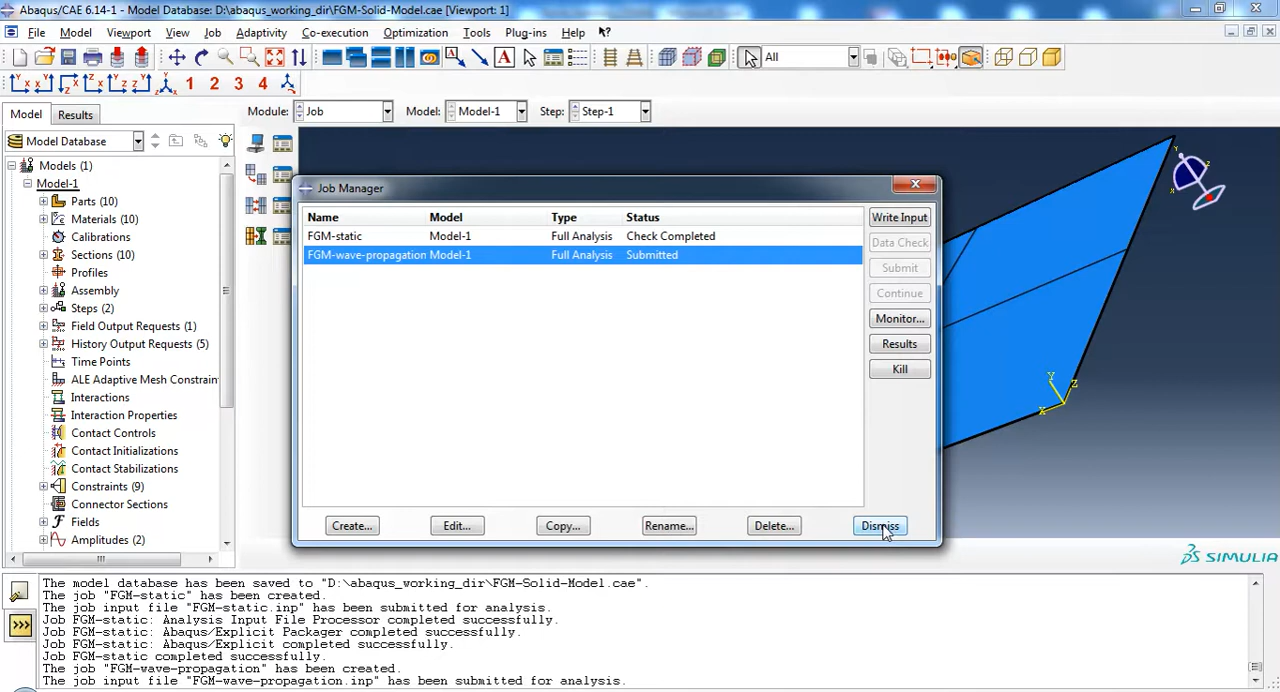 Abaqus/CAE 6.14-1 - Model Database: D:\abaqus_working_dir\FGM-Solid-Model.cae [Viewport: 1]
File Model Viewport View Job Adaptivity Co-execution Optimization Tools Plug-ins Help
All
1 2 3 4
Model Results Module: Job Model: Model-1 Step: Step-1
Model Database
Models (1)
Model-1
Parts (10)
Materials (10)
Calibrations
Sections (10)
Profiles
Assembly
Steps (2)
Field Output Requests (1)
History Output Requests (5)
Time Points
ALE Adaptive Mesh Constrain
Interactions
Interaction Properties
Contact Controls
Contact Initializations
Contact Stabilizations
Constraints (9)
Connector Sections
Fields
Amplitudes (2)
Job Manager
Name Model Type Status
FGM-static Model-1 Full Analysis Check Completed
FGM-wave-propagation Model-1 Full Analysis Submitted
Write Input
Data Check
Submit
Continue
Monitor...
Results
Kill
Create... Edit... Copy... Rename... Delete... Dismiss
Y
Z
X
Y
Z
X
SIMULIA
The model database has been saved to "D:\abaqus_working_dir\FGM-Solid-Model.cae".
The job "FGM-static" has been created.
The job input file "FGM-static.inp" has been submitted for analysis.
Job FGM-static: Analysis Input File Processor completed successfully.
Job FGM-static: Abaqus/Explicit Packager completed successfully.
Job FGM-static: Abaqus/Explicit completed successfully.
Job FGM-static completed successfully.
The job "FGM-wave-propagation" has been created.
The job input file "FGM-wave-propagation.inp" has been submitted for analysis.